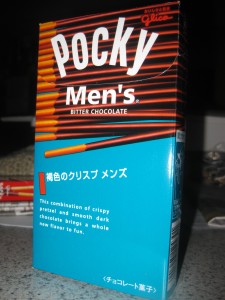 glico
POCKY
Men's
BITTER CHOCOLATE
褐色のクリスプ メンズ
This combination of crispy
pretzel and smooth dark
chocolate brings a whole
new flavor to fun.
〈チョコレート菓子〉